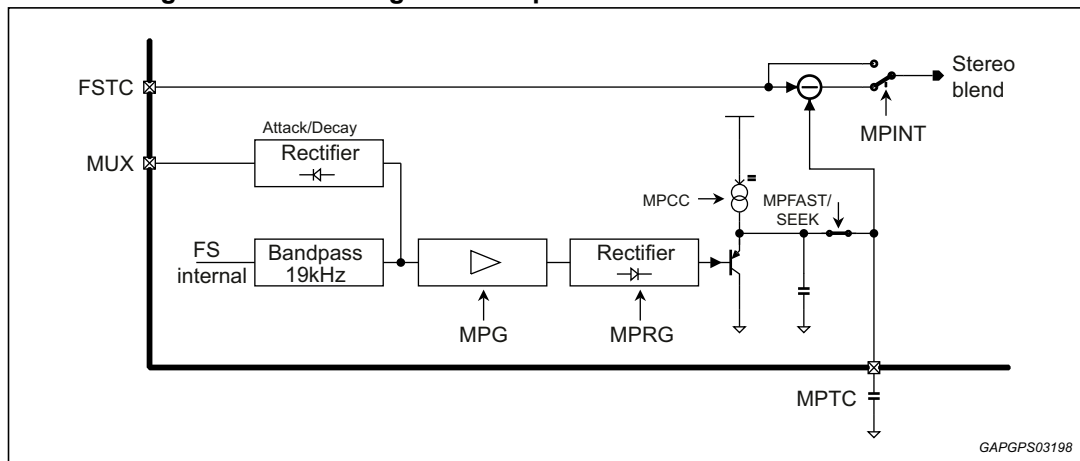 FSTC
Stereo
blend
MPINT
Attack/Decay
Rectifier
MUX
MPCC
MPFAST/
SEEK
FS
internal
Bandpass
19kHz
Rectifier
MPG
MPRG
MPTC
GAPGPS03198